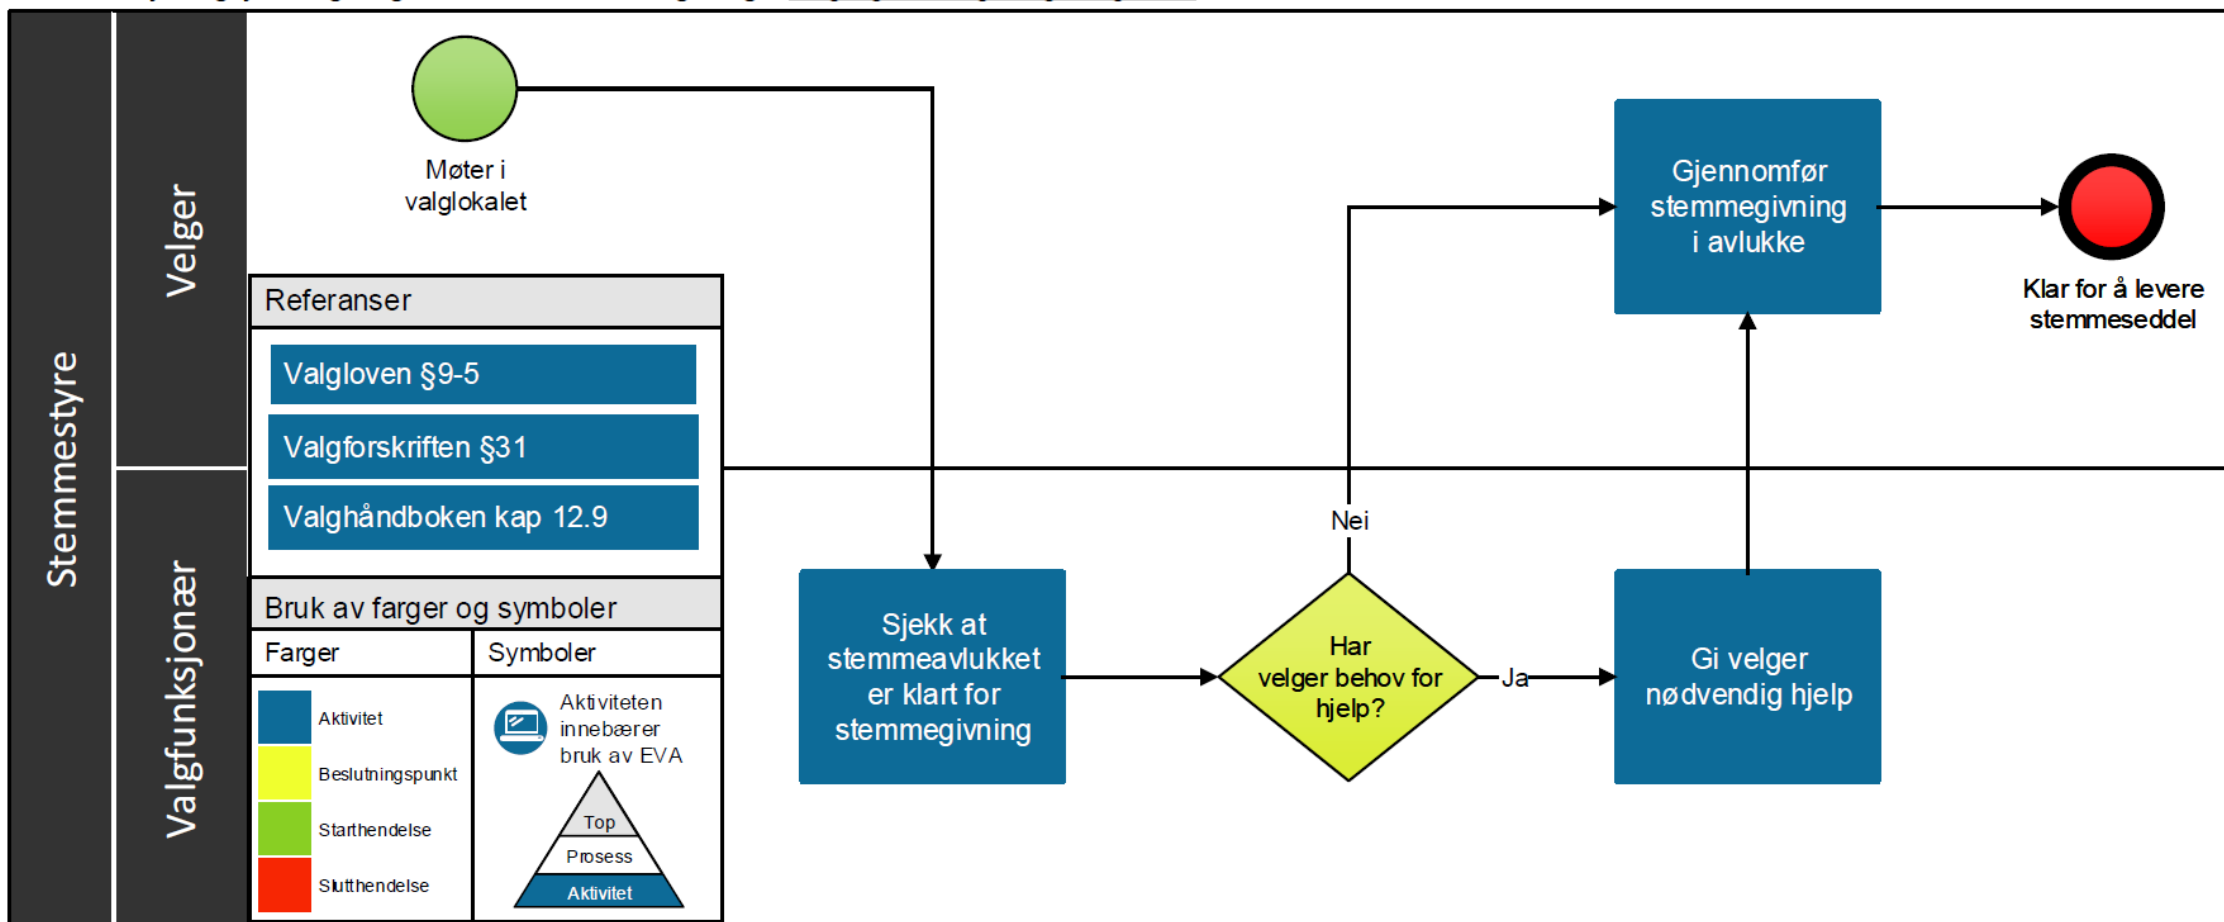 Stemmestyre
Velger
Valgfunksjonær
Møter i
valglokalet
Gjennomfør
stemmegivning
i avlukke
Klar for å levere
stemmeseddel
Referanser
Valgloven §9-5
Valgforskriften §31
Valghåndboken kap 12.9
Bruk av farger og symboler
Farger
Symboler
Aktivitet
Beslutningspunkt
Starthendelse
Slutthendelse
Aktiviteten
innebærer
bruk av EVA
Top
Prosess
Aktivitet
Sjekk at
stemmeavlukket
er klart for
stemmegivning
Har
velger behov for
hjelp?
Nei
Ja
Gi velger
nødvendig hjelp